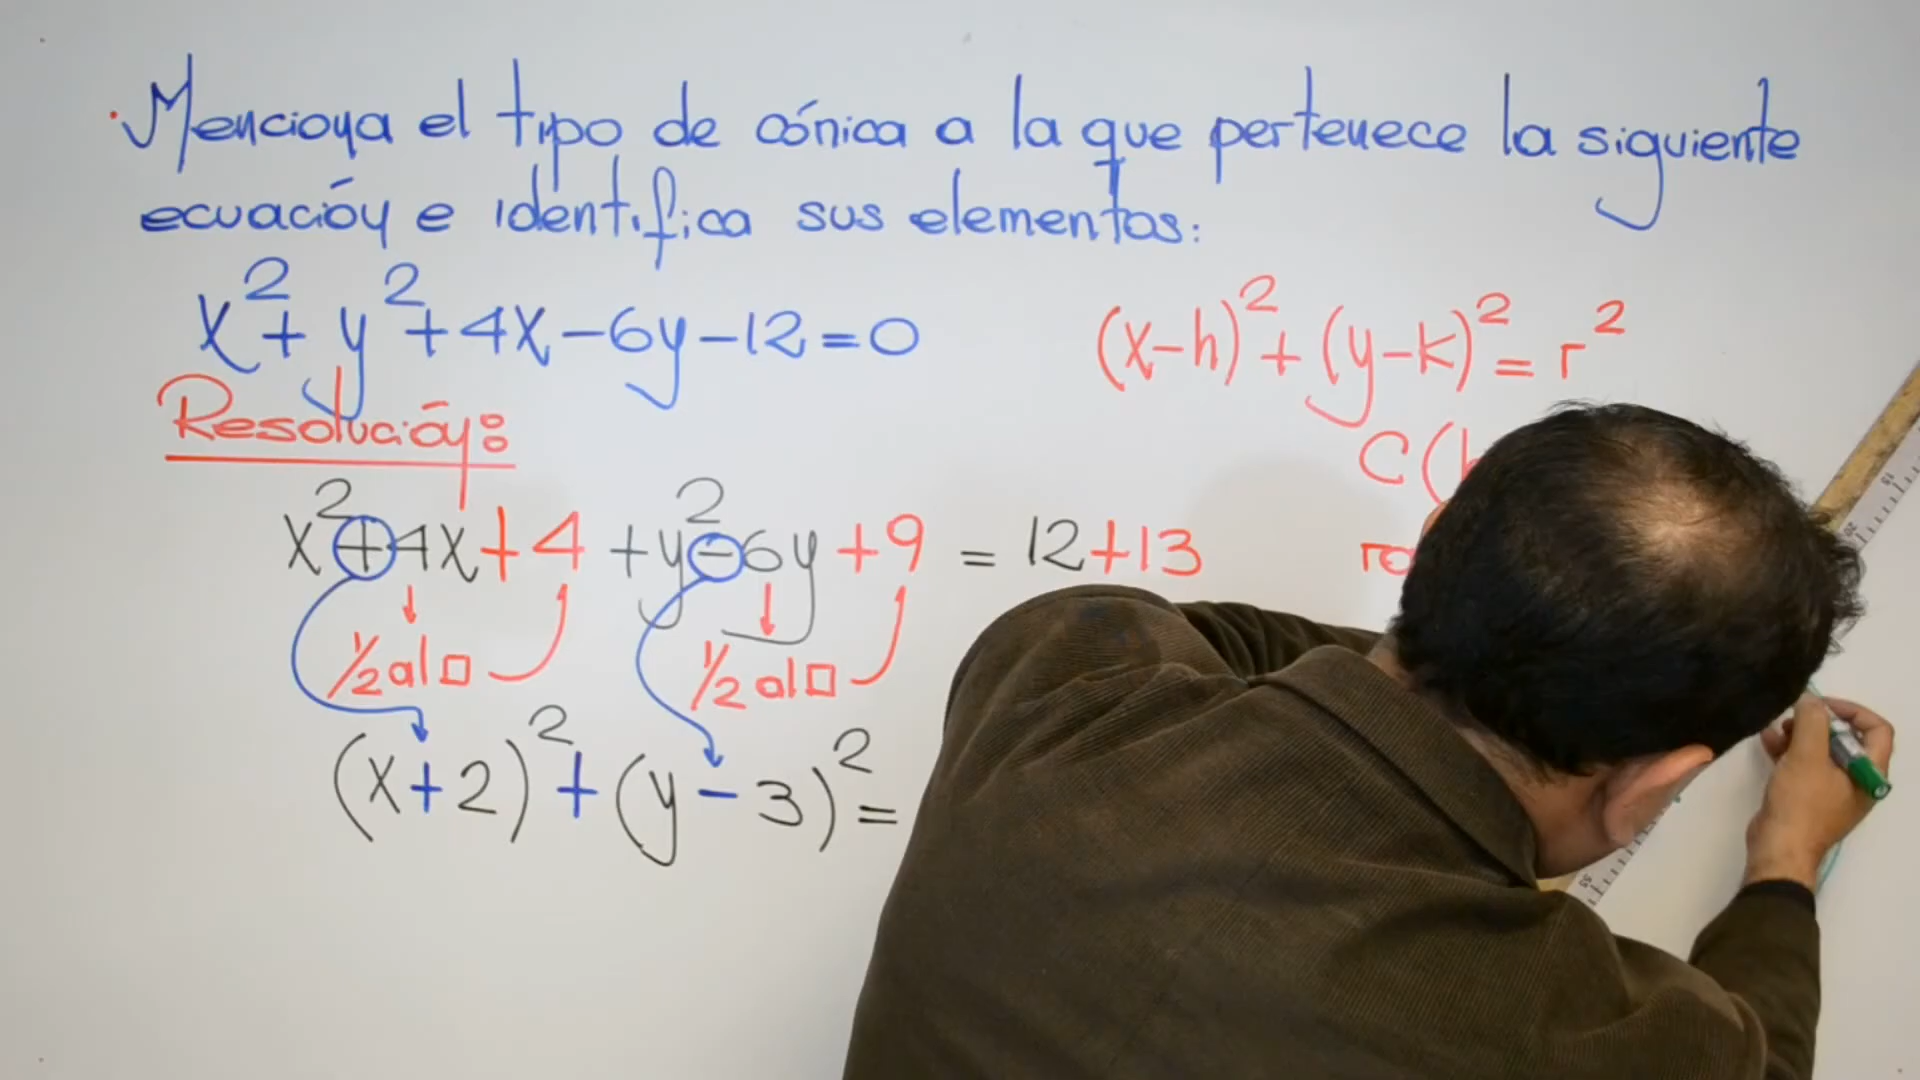 Menciona el tipo de cónica a la que pertenece la siguiente
ecuación e identifica sus elementos:
x² + y² + 4x - 6y - 12 = 0
(x-h)² + (y-k)² = r²
Resolución:
C(
x² + 4x + 4 + y² - 6y + 9 = 12 + 13
1/2 al □ 1/2 al □
(x + 2)² + (y - 3)² =